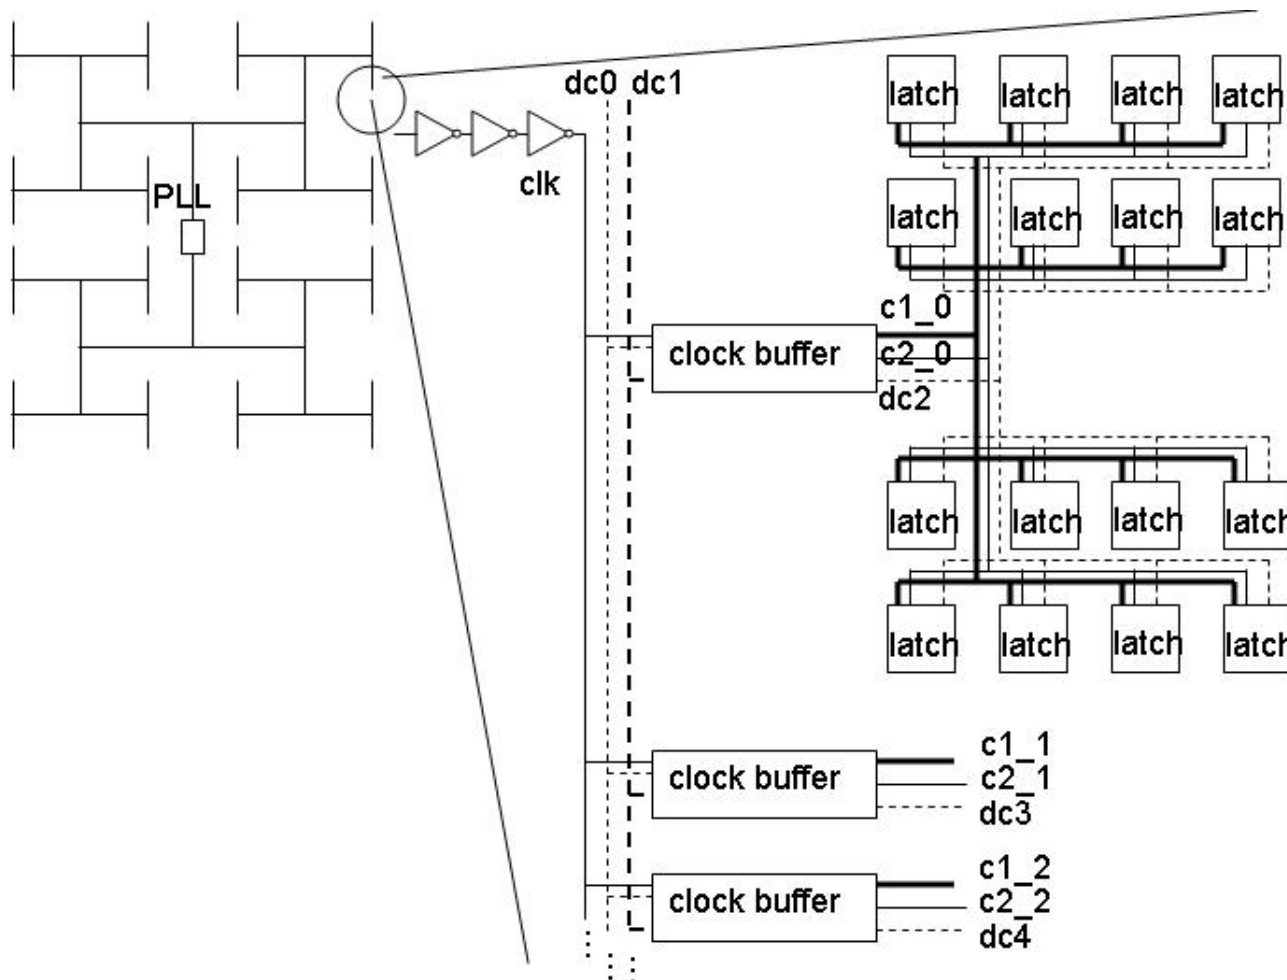 dc0 dc1
latch latch latch latch
PLL
clk
latch latch latch latch
c1_0
clock buffer
c2_0
dc2
latch latch latch latch
latch latch latch latch
c1_1
clock buffer
c2_1
dc3
c1_2
clock buffer
c2_2
dc4